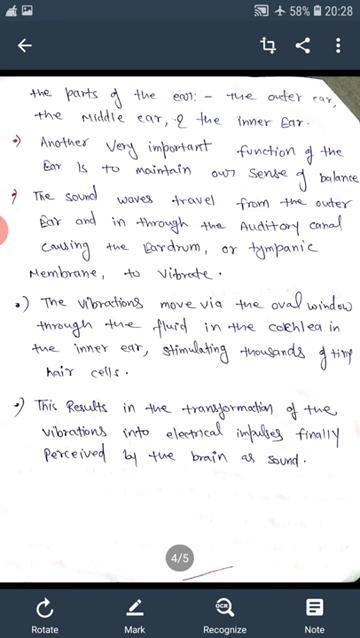 58% 20:28
the parts of the ear:- the outer ear,
the Middle ear, & the inner Ear.
Another Very important function of the
Ear Is to maintain our sense of balance
The Sound waves travel from the outer
Ear and in through the Auditory canal
causing the Eardrum, or tympanic
Membrane, to Vibrate.
The Vibrations move via the oval window
through the fluid in the cochlea in
the inner ear, stimulating thousands of tiny
hair cells.
This Results in the transformation of the
vibrations into electrical impulses finally
perceived by the brain as sound.
4/5
OCR
Rotate Mark Recognize Note